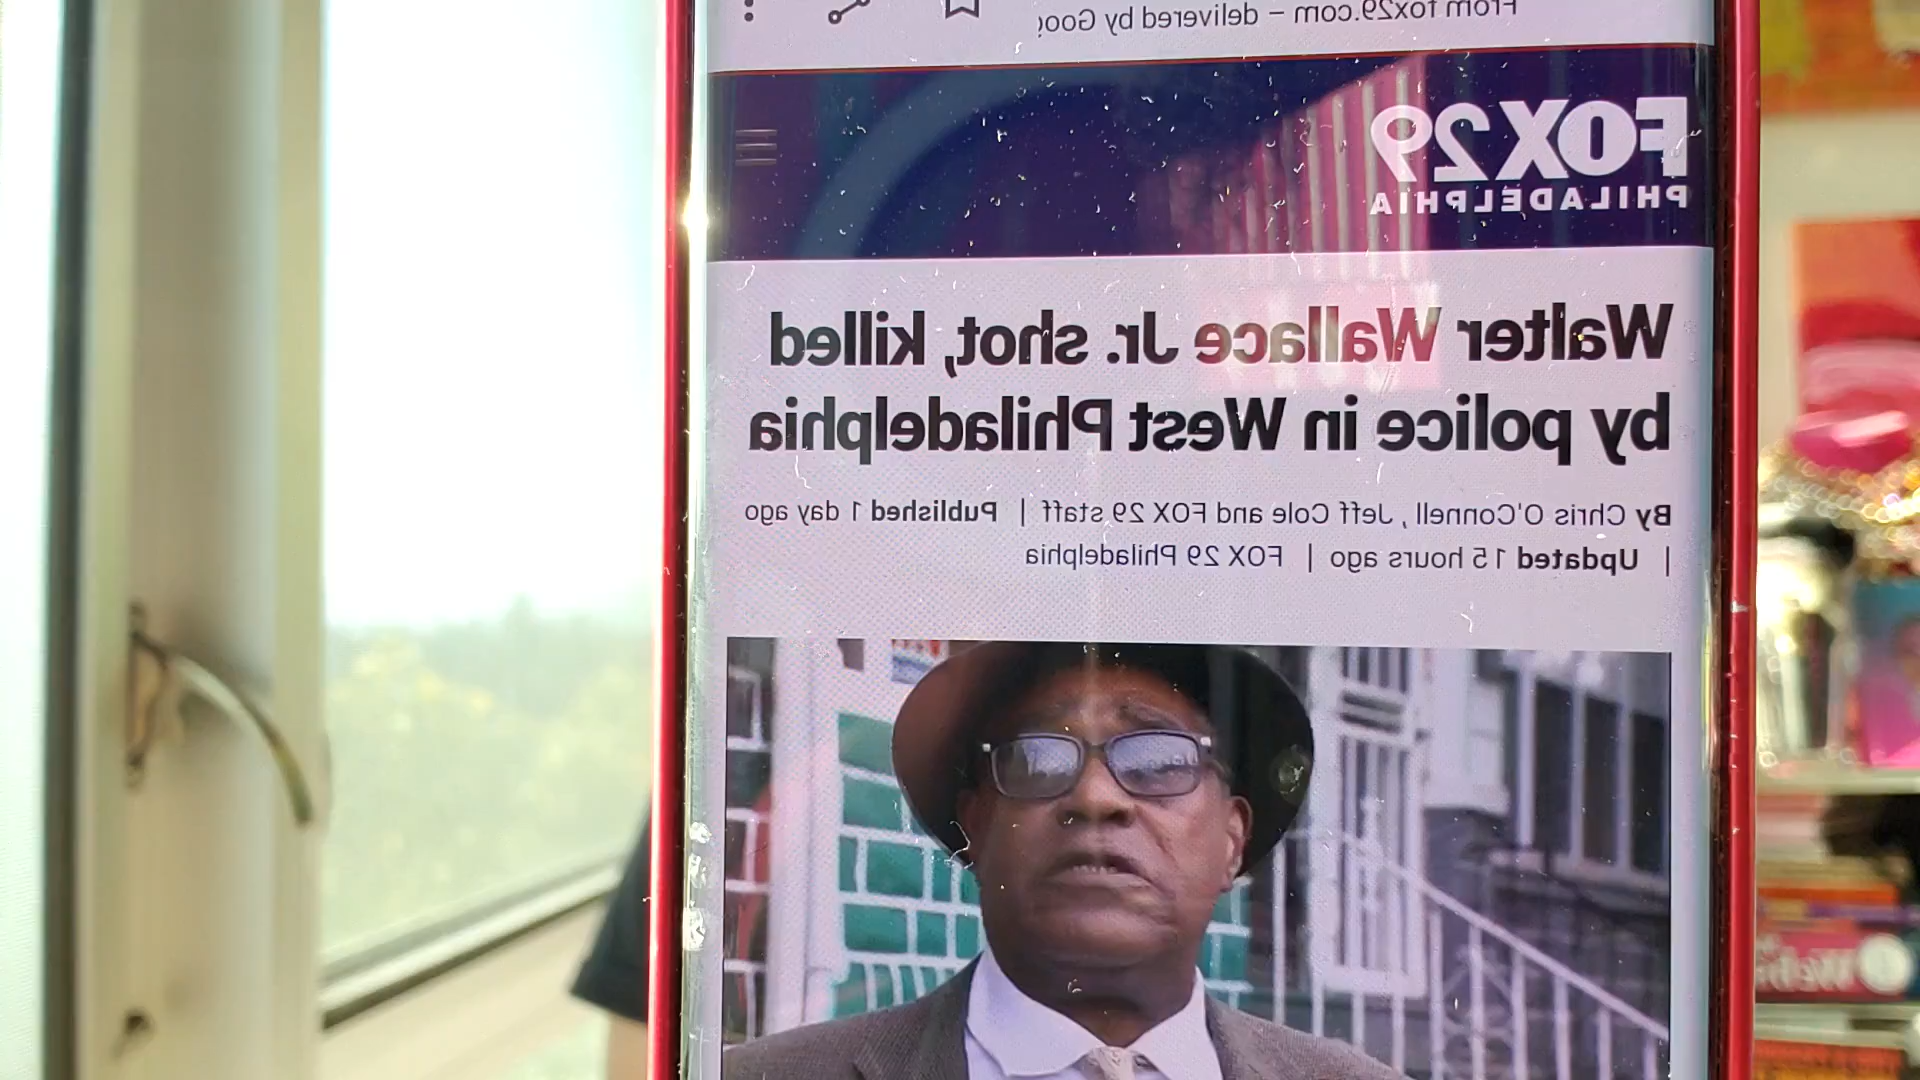 From fox29.com – delivered by Goog
FOX 29
PHILADELPHIA
Walter Wallace Jr. shot, killed
by police in West Philadelphia
By Chris O'Connell, Jeff Cole and FOX 29 staff | Published 1 day ago
| Updated 15 hours ago | FOX 29 Philadelphia